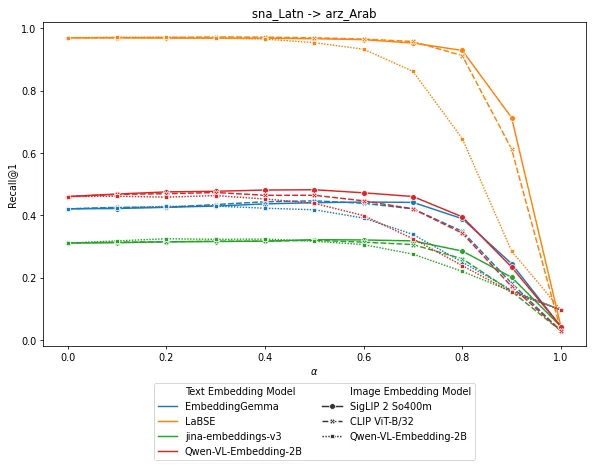 sna_Latn -> arz_Arab
Recall@1
1.0
0.8
0.6
0.4
0.2
0.0
0.0 0.2 0.4 0.6 0.8 1.0
α
Text Embedding Model Image Embedding Model
EmbeddingGemma SigLIP 2 So400m
LaBSE CLIP ViT-B/32
jina-embeddings-v3 Qwen-VL-Embedding-2B
Qwen-VL-Embedding-2B